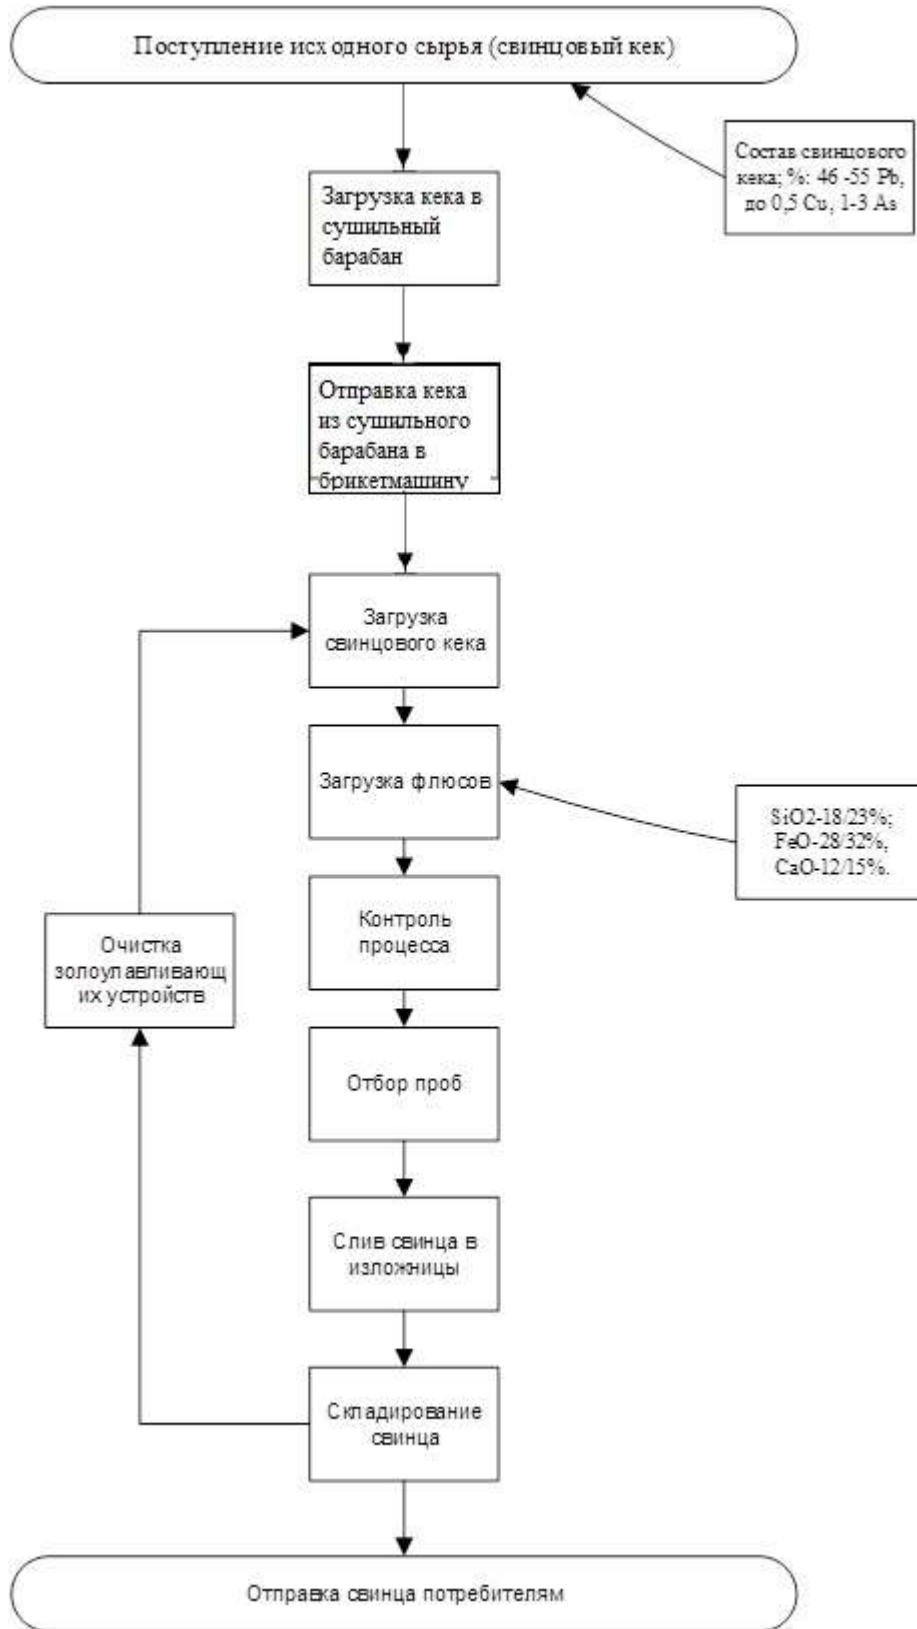 Поступление исходного сырья (свинцовый кек)
Состав свинцового
кека; %: 46 -55 Pb,
до 0,5 Cu, 1-3 As
Загрузка кека в
сушильный
барабан
Отправка кека
из сушильного
барабана в
брикетмашину
Загрузка
свинцового кека
Загрузка флюсов
SiO2-18/23%;
FeO-28/32%,
CaO-12/15%.
Контроль
процесса
Очистка
золоулавливающ
их устройств
Отбор проб
Слив свинца в
изложницы
Складирование
свинца
Отправка свинца потребителям